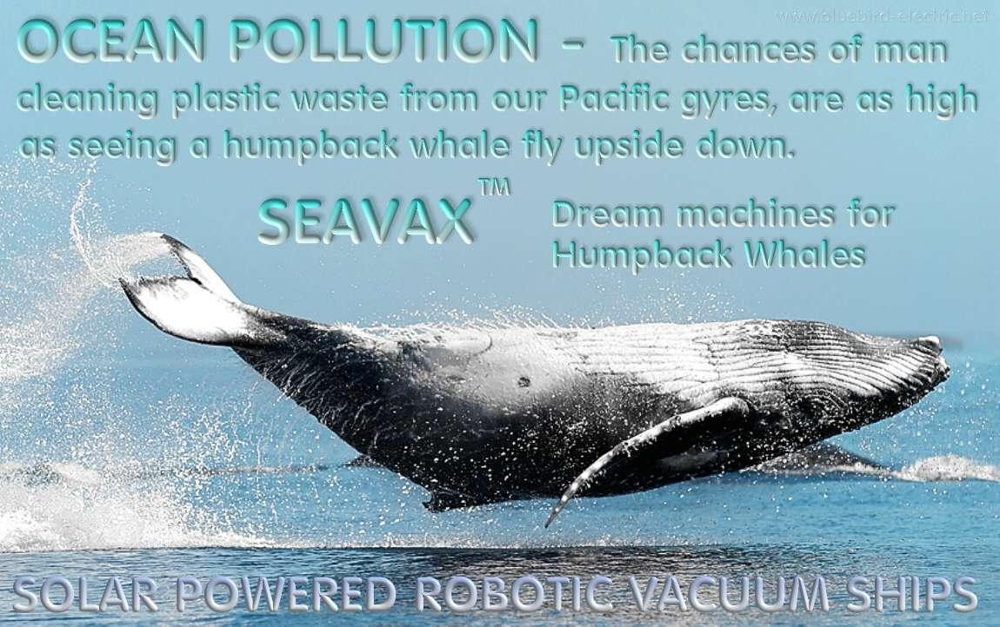 www.bluebird-electric.net
OCEAN POLLUTION - The chances of man
cleaning plastic waste from our Pacific gyres, are as high
as seeing a humpback whale fly upside down.
SEAVAX™
Dream machines for
Humpback Whales
SOLAR POWERED ROBOTIC VACUUM SHIPS